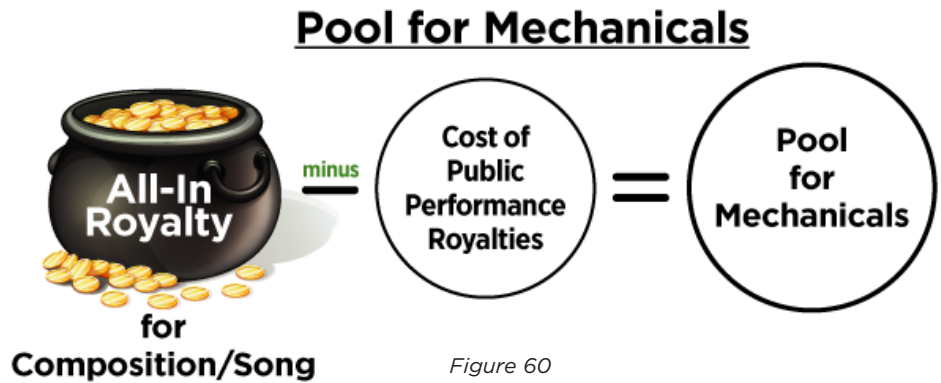 Pool for Mechanicals
All-In
Royalty
for
Composition/Song
minus
Cost of
Public
Performance
Royalties
=
Pool
for
Mechanicals
Figure 60